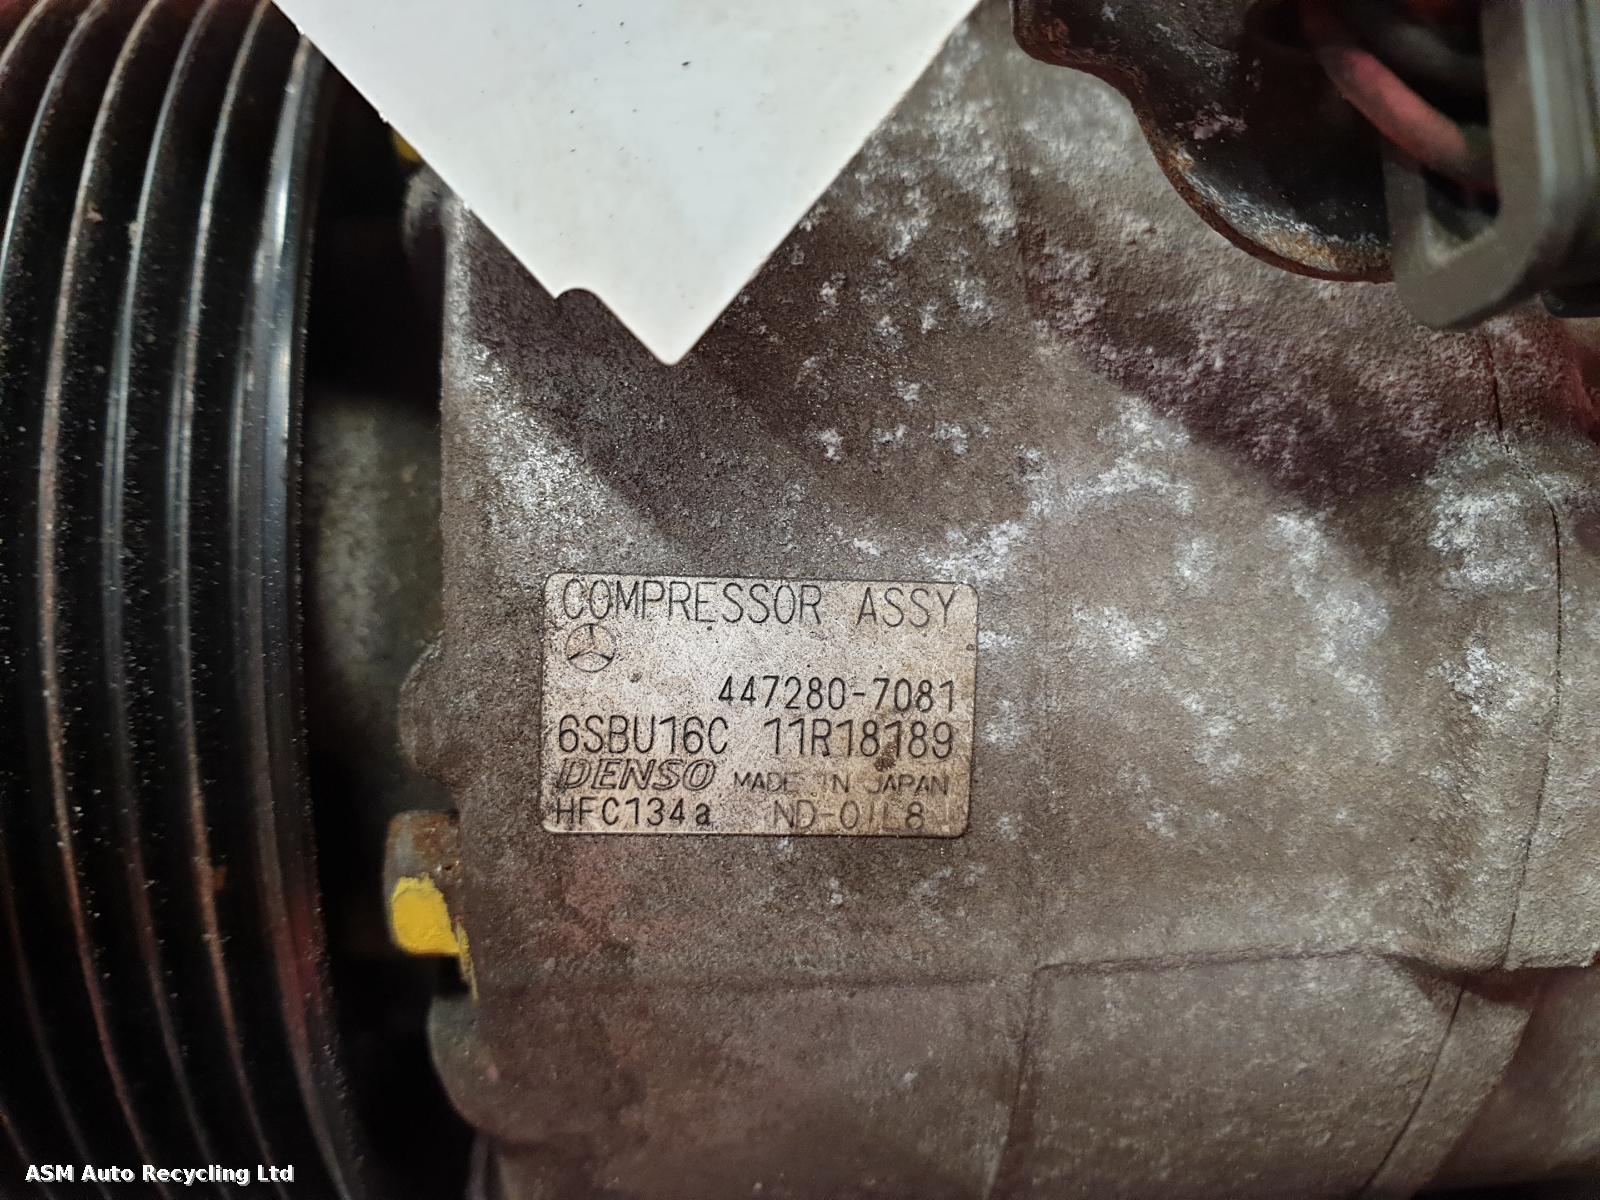 COMPRESSOR ASSY
447280-7081
6SBU16C 11R18189
DENSO MADE IN JAPAN
HFC134a ND-OIL8
ASM Auto Recycling Ltd